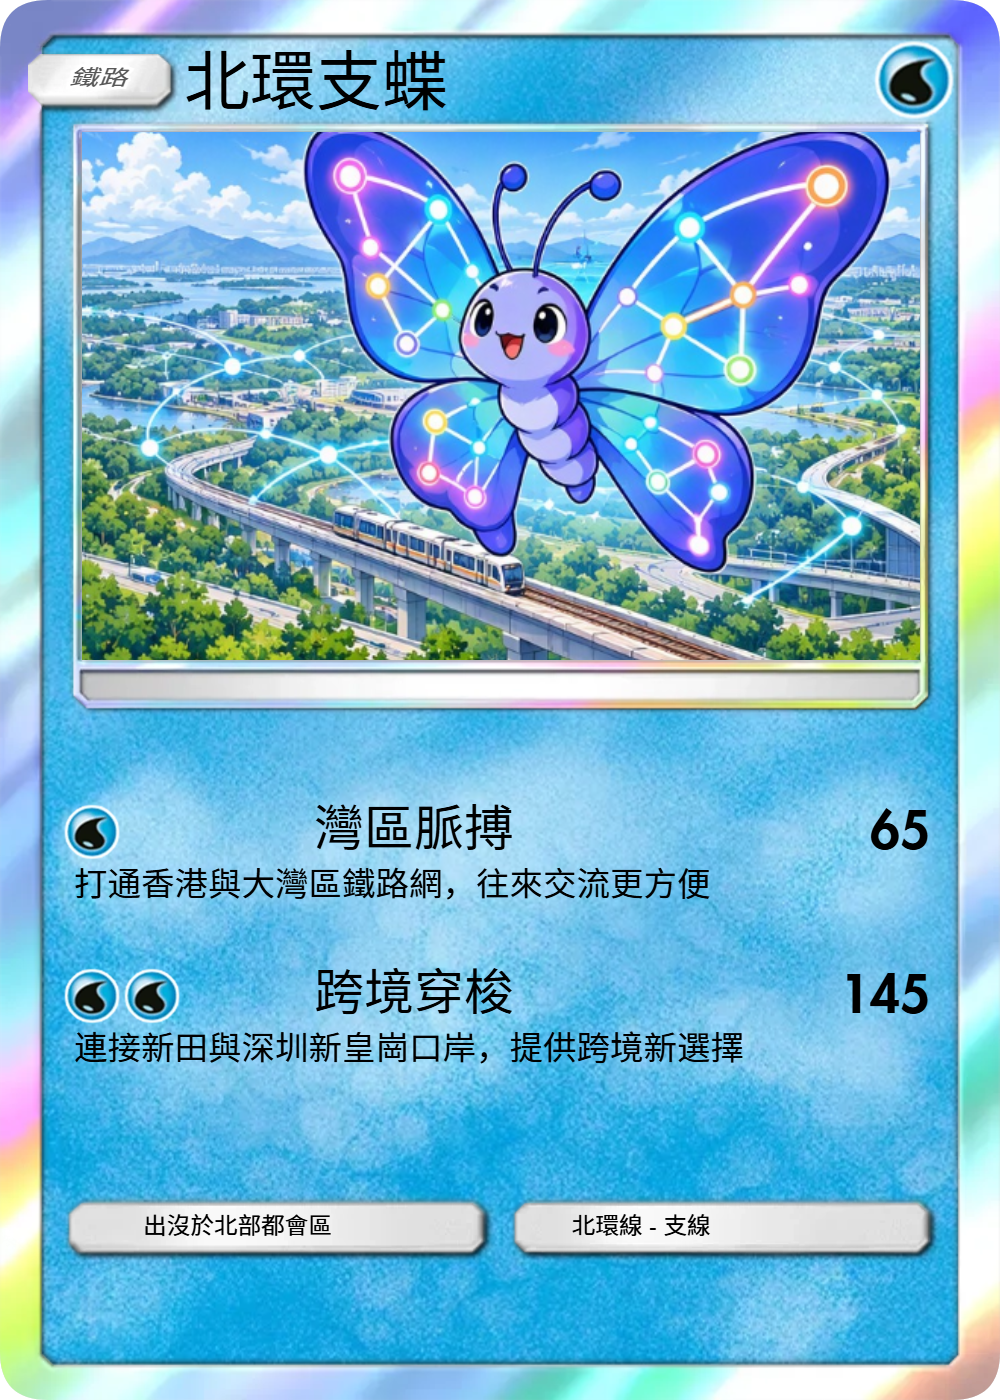 鐵路
北環支蝶
灣區脈搏 65
打通香港與大灣區鐵路網，往來交流更方便
跨境穿梭 145
連接新田與深圳新皇崗口岸，提供跨境新選擇
出沒於北部都會區
北環線 - 支線